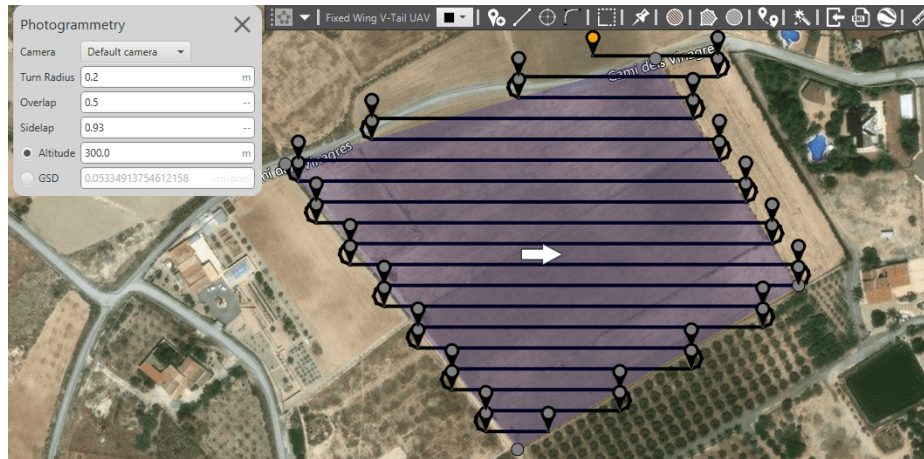 Photogrammetry
Fixed Wing V-Tail UAV
Camera Default camera
Turn Radius 0.2 m
Overlap 0.5 --
Sidelap 0.93 --
Altitude 300.0 m
GSD 0.05334913754612158 cm/pixel
Camí dels Vinagres
Camí dels Vinagres